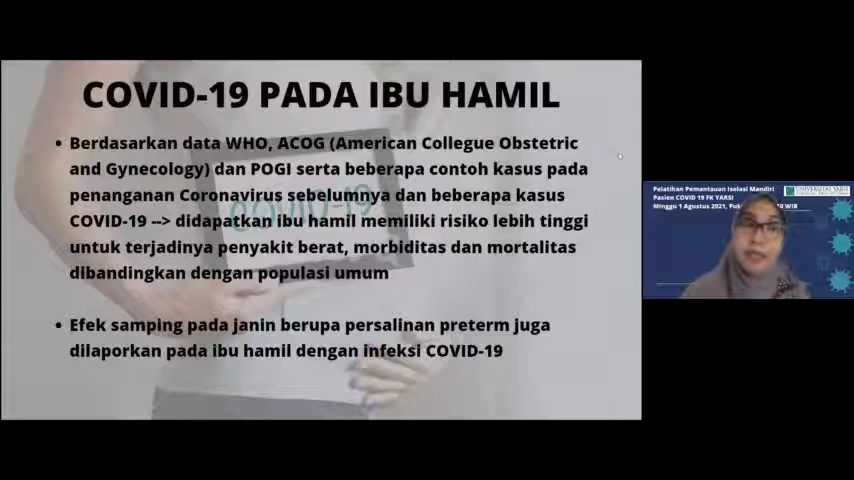 COVID-19 PADA IBU HAMIL
• Berdasarkan data WHO, ACOG (American Collegue Obstetric
and Gynecology) dan POGI serta beberapa contoh kasus pada
penanganan Coronavirus sebelumnya dan beberapa kasus
COVID-19 --> didapatkan ibu hamil memiliki risiko lebih tinggi
untuk terjadinya penyakit berat, morbiditas dan mortalitas
dibandingkan dengan populasi umum
• Efek samping pada janin berupa persalinan preterm juga
dilaporkan pada ibu hamil dengan infeksi COVID-19
COVID-19
Pelatihan Pemantauan Isolasi Mandiri
Pasien COVID 19 FK YARSI
Minggu 1 Agustus 2021, WIB
UNIVERSITAS YARSI